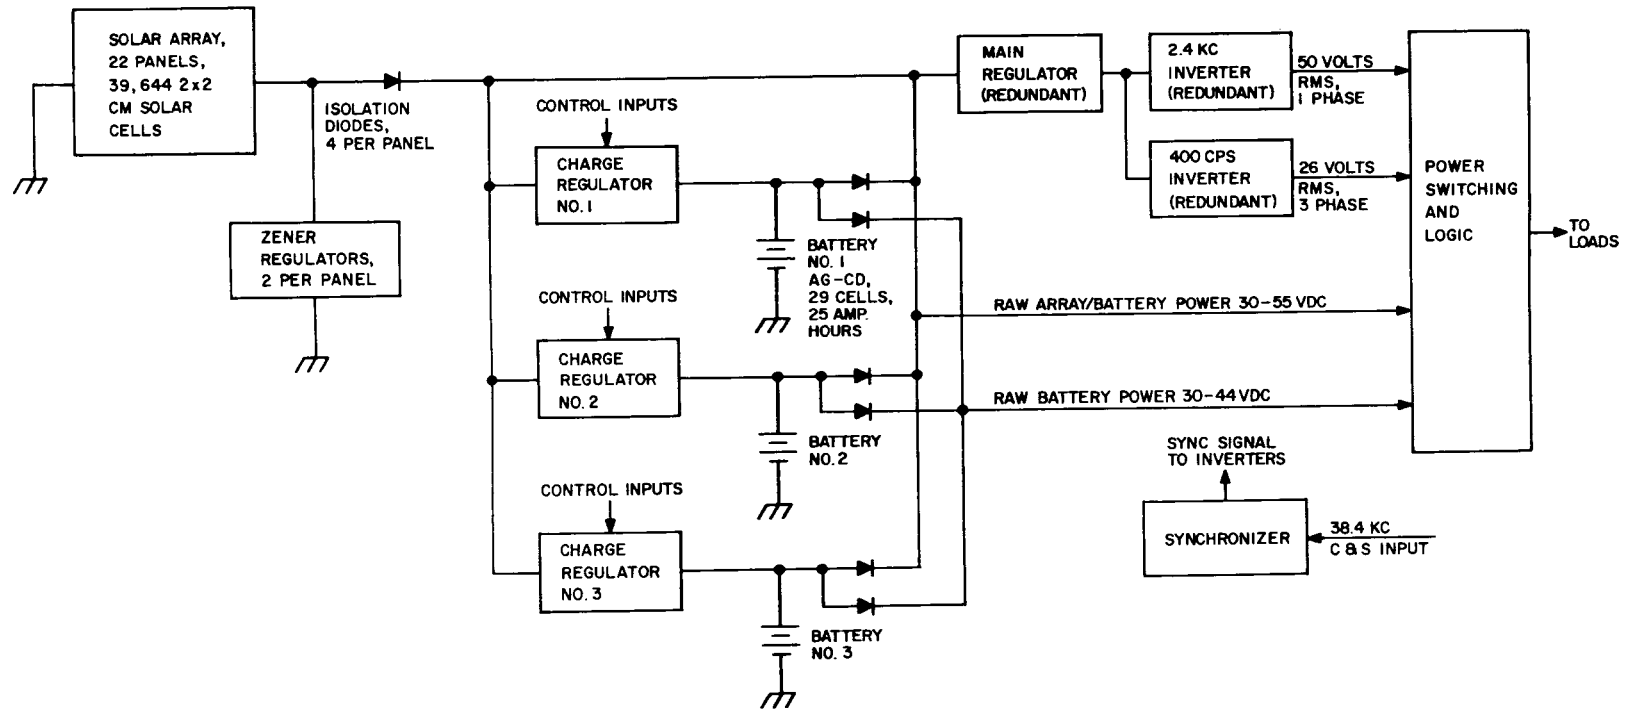 SOLAR ARRAY,
22 PANELS,
39,644 2x2
CM SOLAR
CELLS
ISOLATION
DIODES,
4 PER PANEL
ZENER
REGULATORS,
2 PER PANEL
CONTROL INPUTS
CHARGE
REGULATOR
NO. 1
BATTERY
NO. 1
AG-CD,
29 CELLS,
25 AMP.
HOURS
CONTROL INPUTS
CHARGE
REGULATOR
NO. 2
BATTERY
NO. 2
CONTROL INPUTS
CHARGE
REGULATOR
NO. 3
BATTERY
NO. 3
MAIN
REGULATOR
(REDUNDANT)
2.4 KC
INVERTER
(REDUNDANT)
50 VOLTS
RMS,
1 PHASE
400 CPS
INVERTER
(REDUNDANT)
26 VOLTS
RMS,
3 PHASE
RAW ARRAY/BATTERY POWER 30-55 VDC
RAW BATTERY POWER 30-44 VDC
POWER
SWITCHING
AND
LOGIC
TO
LOADS
SYNC SIGNAL
TO INVERTERS
SYNCHRONIZER
38.4 KC
C & S INPUT